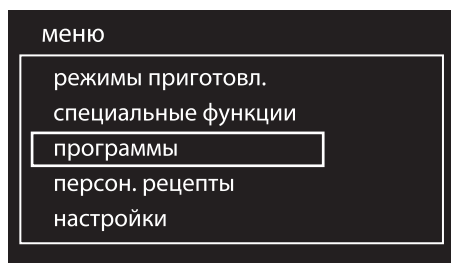 меню
режимы приготовл.
специальные функции
программы
персон. рецепты
настройки